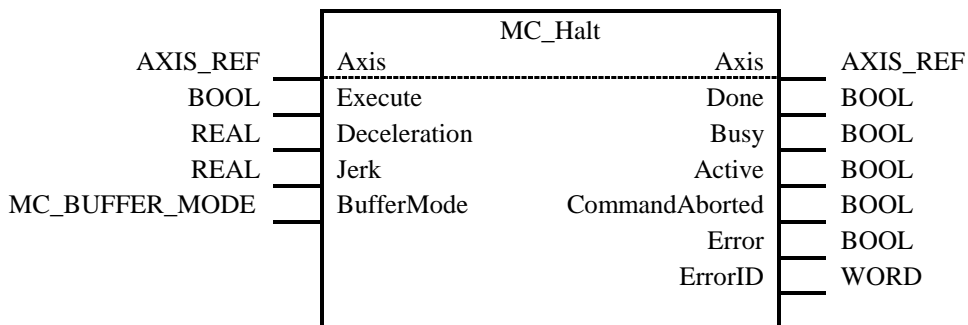 MC_Halt
AXIS_REF Axis Axis AXIS_REF
BOOL Execute Done BOOL
REAL Deceleration Busy BOOL
REAL Jerk Active BOOL
MC_BUFFER_MODE BufferMode CommandAborted BOOL
Error BOOL
ErrorID WORD